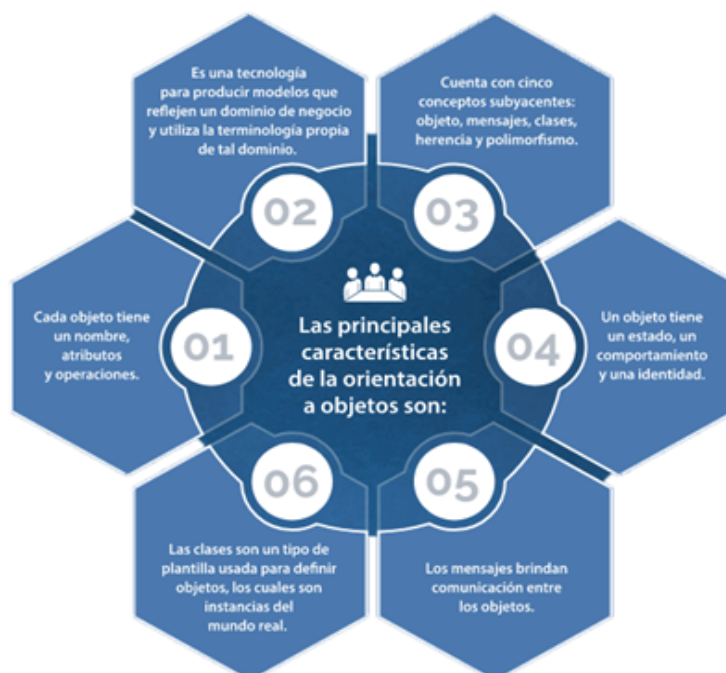 Las principales
características
de la orientación
a objetos son:
01
Cada objeto tiene
un nombre,
atributos
y operaciones.
02
Es una tecnología
para producir modelos que
reflejen un dominio de negocio
y utiliza la terminología propia
de tal dominio.
03
Cuenta con cinco
conceptos subyacentes:
objeto, mensajes, clases,
herencia y polimorfismo.
04
Un objeto tiene
un estado, un
comportamiento
y una identidad.
05
Los mensajes brindan
comunicación entre
los objetos.
06
Las clases son un tipo de
plantilla usada para definir
objetos, los cuales son
instancias del
mundo real.